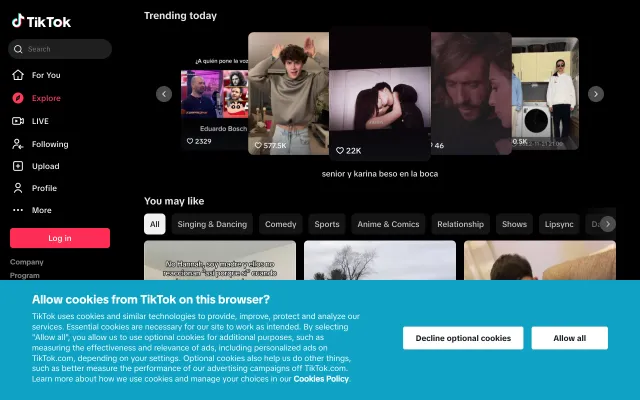 TikTok
Search
For You
Explore
LIVE
Following
Upload
Profile
More
Log in
Company
Program
Trending today
¿A quién pone la voz
Eduardo Bosch
2329
577.5K
22K
46
0.5K
senior y karina beso en la boca
You may like
All
Singing & Dancing
Comedy
Sports
Anime & Comics
Relationship
Shows
Lipsync
Da
No Hannah, soy madre y ellos en
reaccionan "así porque sí" cuando
Allow cookies from TikTok on this browser?
TikTok uses cookies and similar technologies to provide, improve, protect and analyze our
services. Essential cookies are necessary for our site to work as intended. By selecting
"Allow all", you allow us to use optional cookies for additional purposes, such as
measuring the effectiveness and relevance of ads, including personalized ads on
TikTok.com, depending on your settings. Optional cookies also help us do other things,
such as better measure the performance of our advertising campaigns off TikTok.com.
Learn more about how we use cookies and manage your choices in our Cookies Policy.
Decline optional cookies
Allow all